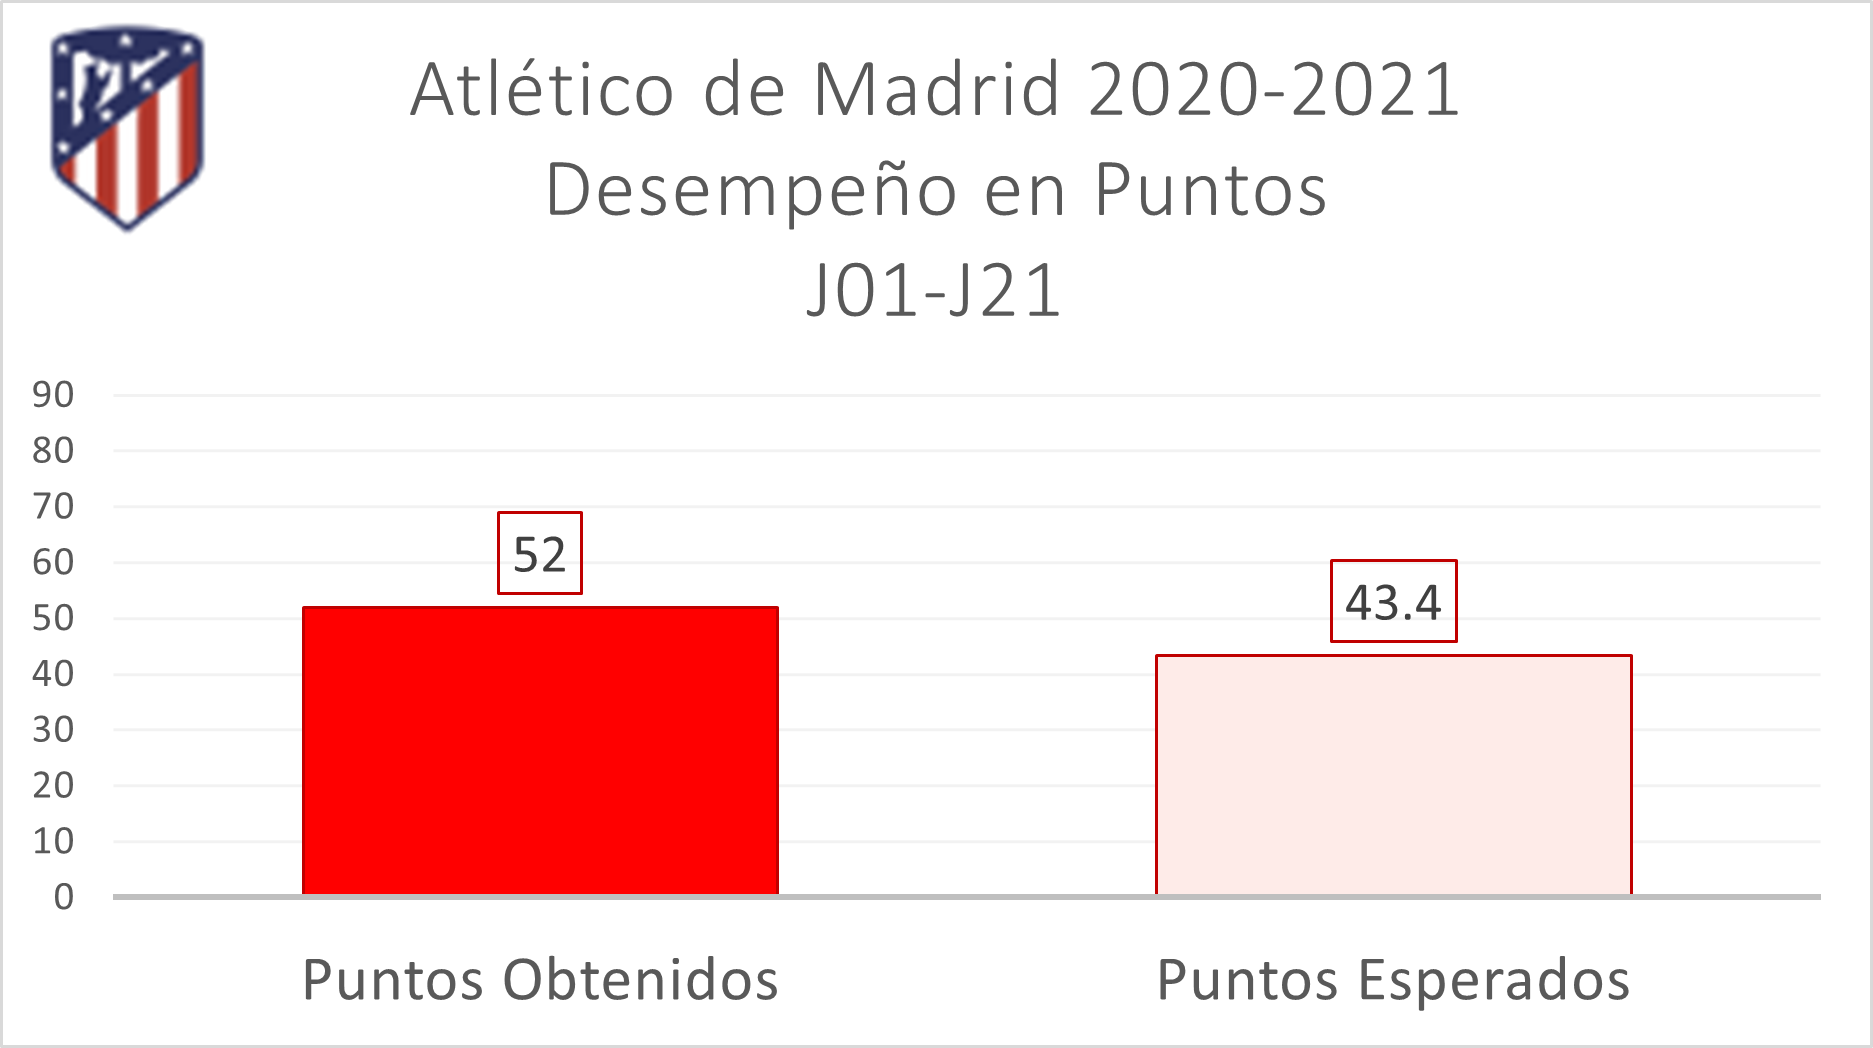 Atlético de Madrid 2020-2021
Desempeño en Puntos
J01-J21
90
80
70
60
50
40
30
20
10
0
52
43.4
Puntos Obtenidos
Puntos Esperados